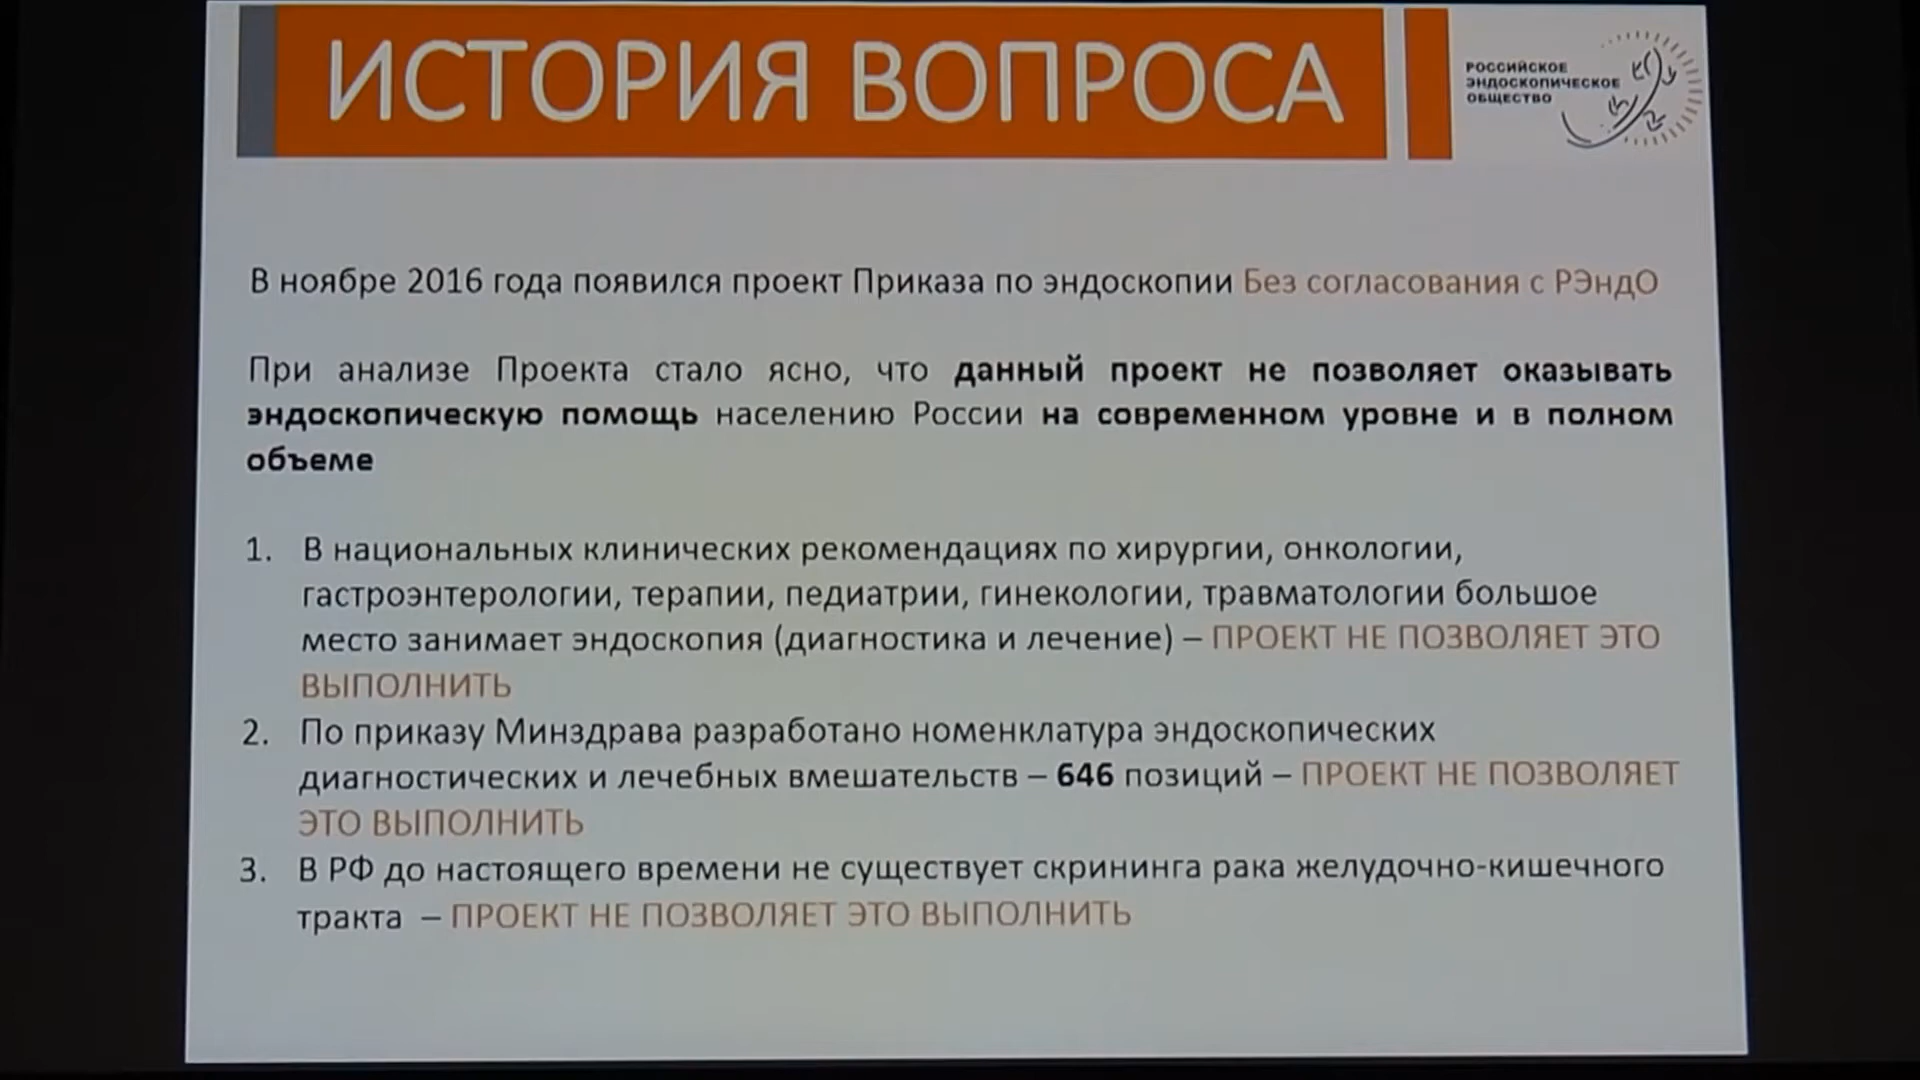 ИСТОРИЯ ВОПРОСА
РОССИЙСКОЕ
ЭНДОСКОПИЧЕСКОЕ
ОБЩЕСТВО
В ноябре 2016 года появился проект Приказа по эндоскопии Без согласования с РЭндО
При анализе Проекта стало ясно, что данный проект не позволяет оказывать
эндоскопическую помощь населению России на современном уровне и в полном
объеме
1. В национальных клинических рекомендациях по хирургии, онкологии,
гастроэнтерологии, терапии, педиатрии, гинекологии, травматологии большое
место занимает эндоскопия (диагностика и лечение) – ПРОЕКТ НЕ ПОЗВОЛЯЕТ ЭТО
ВЫПОЛНИТЬ
2. По приказу Минздрава разработано номенклатура эндоскопических
диагностических и лечебных вмешательств – 646 позиций – ПРОЕКТ НЕ ПОЗВОЛЯЕТ
ЭТО ВЫПОЛНИТЬ
3. В РФ до настоящего времени не существует скрининга рака желудочно-кишечного
тракта – ПРОЕКТ НЕ ПОЗВОЛЯЕТ ЭТО ВЫПОЛНИТЬ